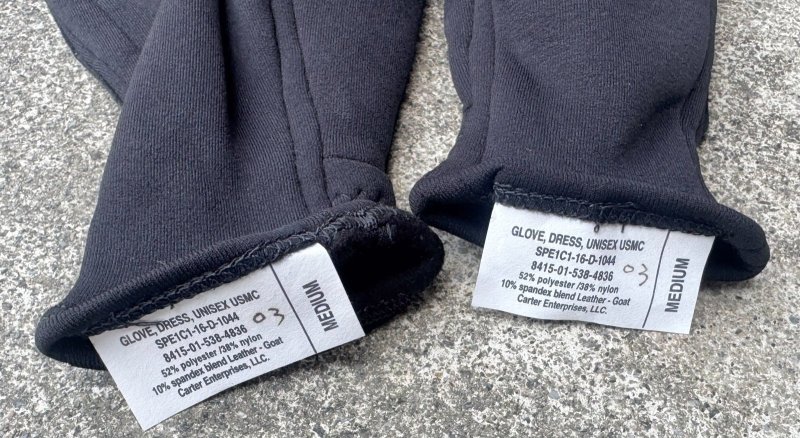 GLOVE, DRESS, UNISEX USMC
SPE1C1-16-D-1044
8415-01-538-4836 03
52% polyester /38% nylon
10% spandex blend Leather - Goat
Carter Enterprises, LLC.
MEDIUM
GLOVE, DRESS, UNISEX USMC
SPE1C1-16-D-1044
8415-01-538-4836 03
52% polyester /38% nylon
10% spandex blend Leather - Goat
Carter Enterprises, LLC.
MEDIUM